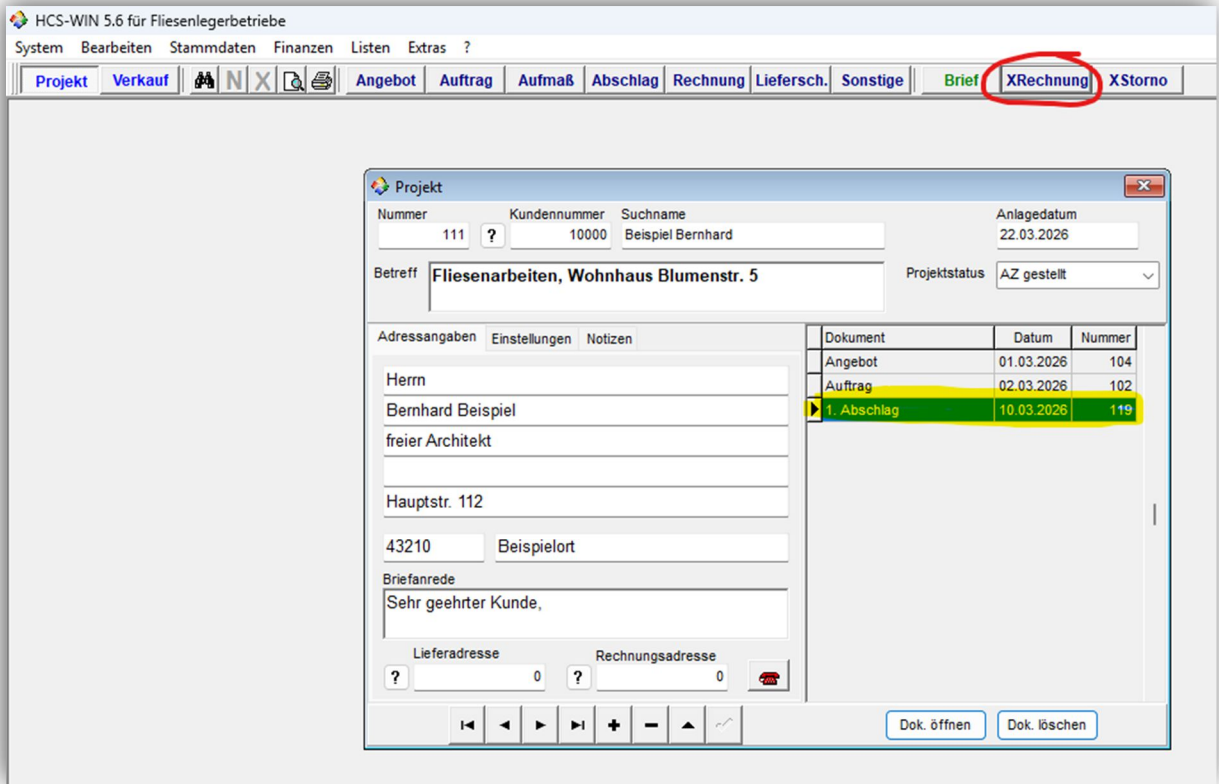 HCS-WIN 5.6 für Fliesenlegerbetriebe
System Bearbeiten Stammdaten Finanzen Listen Extras ?
Projekt Verkauf N X Angebot Auftrag Aufmaß Abschlag Rechnung Liefersch. Sonstige Brief XRechnung XStorno
Projekt
Nummer Kundennummer Suchname Anlagedatum
111 ? 10000 Beispiel Bernhard 22.03.2026
Betreff Fliesenarbeiten, Wohnhaus Blumenstr. 5 Projektstatus AZ gestellt
Adressangaben Einstellungen Notizen
Herrn
Bernhard Beispiel
freier Architekt
Hauptstr. 112
43210 Beispielort
Briefanrede
Sehr geehrter Kunde,
Lieferadresse Rechnungsadresse
? 0 ? 0
Dokument Datum Nummer
Angebot 01.03.2026 104
Auftrag 02.03.2026 102
1. Abschlag 10.03.2026 119
Dok. öffnen Dok. löschen